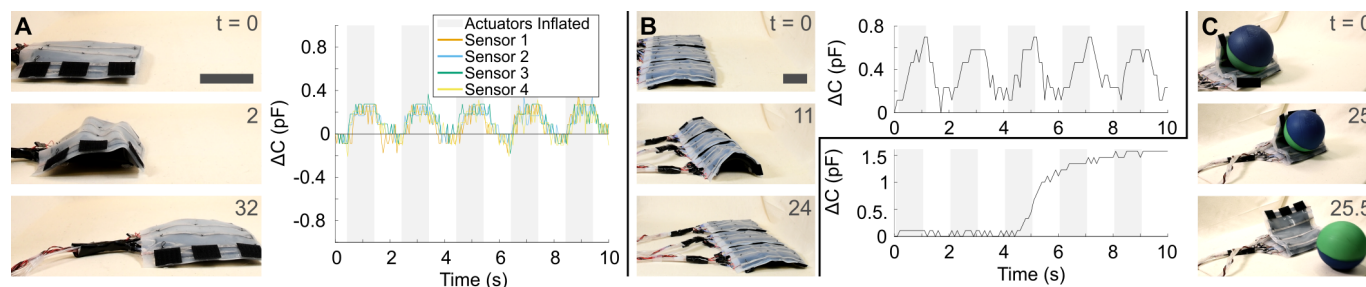 A
t = 0
2
32
ΔC (pF)
0.8
0.4
0
-0.4
-0.8
0 2 4 6 8 10
Time (s)
Actuators Inflated
Sensor 1
Sensor 2
Sensor 3
Sensor 4
B
t = 0
11
24
ΔC (pF)
0.8
0.4
0
0 2 4 6 8 10
ΔC (pF)
1.5
1
0.
0
0 2 4 6 8 10
Time (s)
C
t = 0
25
25.5